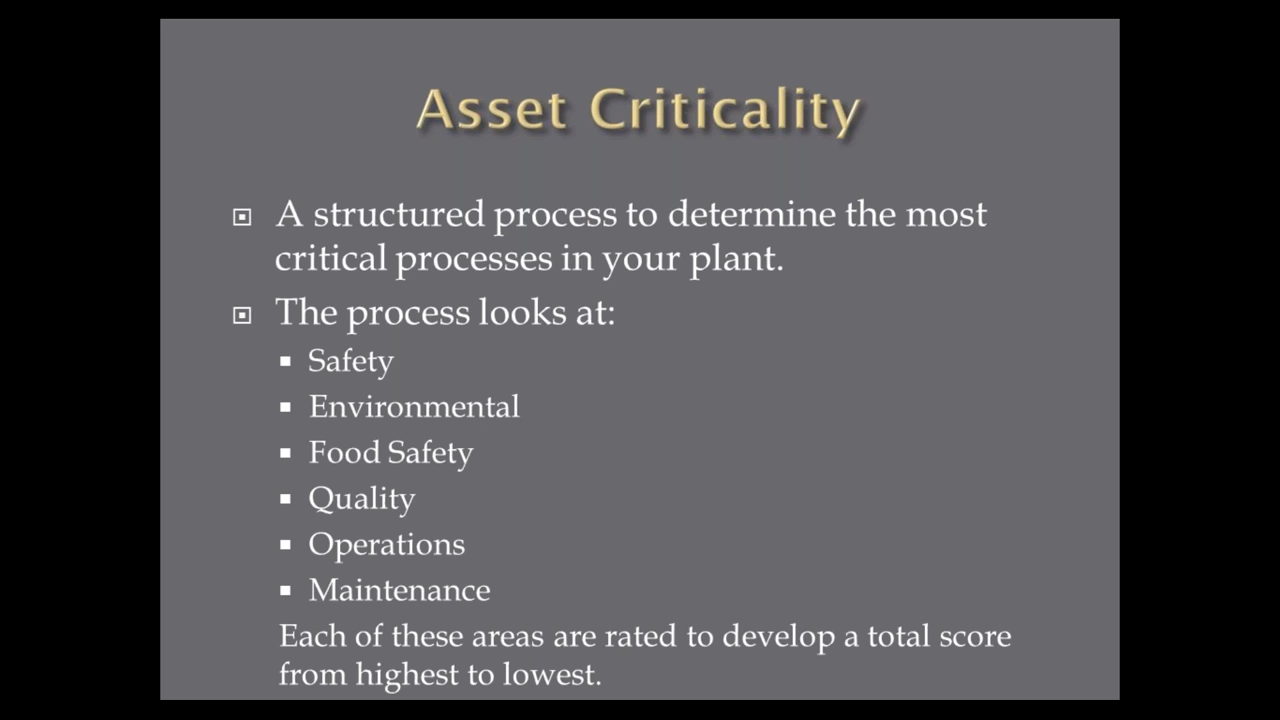 Asset Criticality
A structured process to determine the most
critical processes in your plant.
The process looks at:
Safety
Environmental
Food Safety
Quality
Operations
Maintenance
Each of these areas are rated to develop a total score
from highest to lowest.